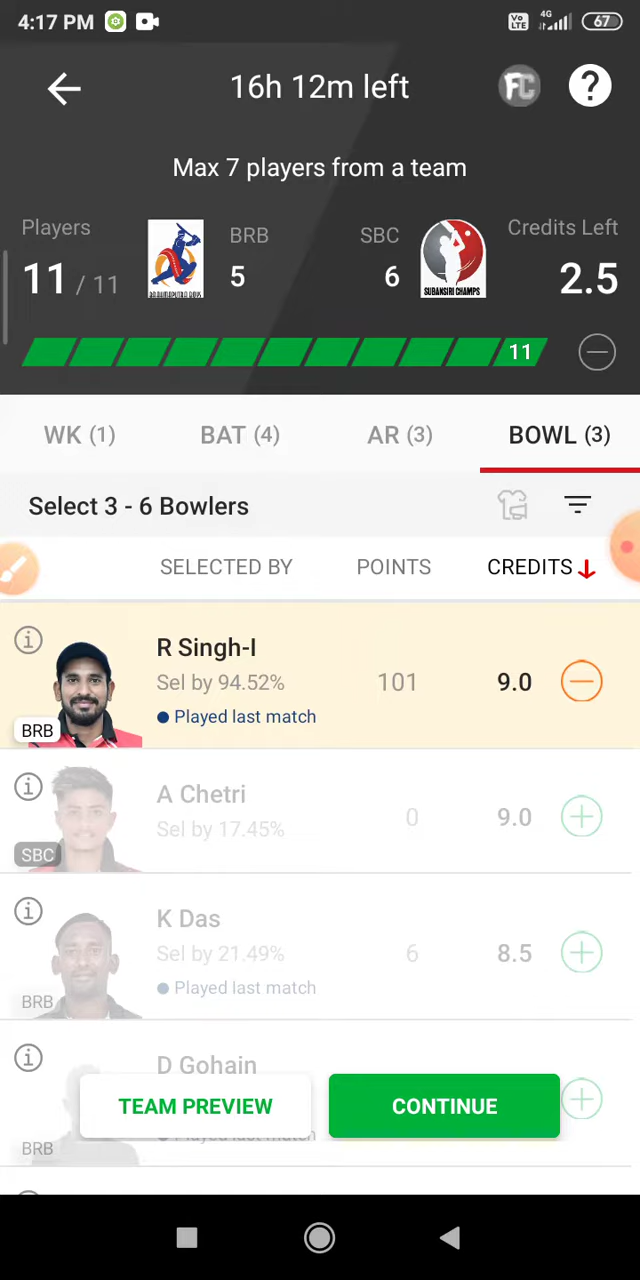 4:17 PM
Vo LTE
4G
67
16h 12m left
FC
?
Max 7 players from a team
Players
11 / 11
BRB
5
SBC
6
SUBANSIRI CHAMPS
Credits Left
2.5
11
WK (1)
BAT (4)
AR (3)
BOWL (3)
Select 3 - 6 Bowlers
SELECTED BY
POINTS
CREDITS
R Singh-I
Sel by 94.52%
Played last match
101
9.0
BRB
A Chetri
Sel by 17.45%
0
9.0
SBC
K Das
Sel by 21.49%
Played last match
6
8.5
BRB
D Gohain
TEAM PREVIEW
CONTINUE
BRB